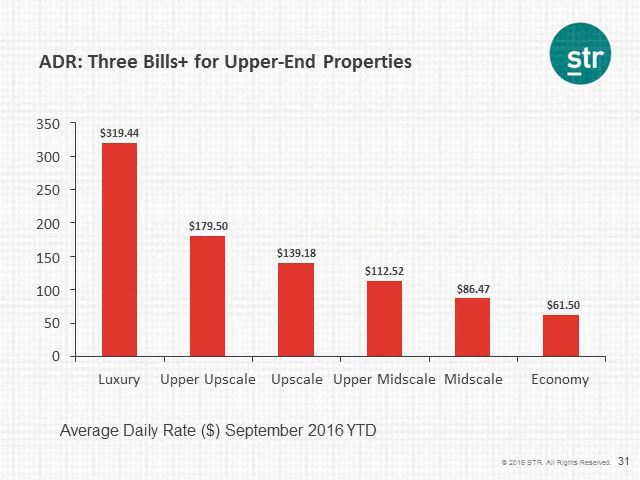 ADR: Three Bills+ for Upper-End Properties
str
350
300
250
200
150
100
50
0
$319.44
$179.50
$139.18
$112.52
$86.47
$61.50
Luxury Upper Upscale Upscale Upper Midscale Midscale Economy
Average Daily Rate ($) September 2016 YTD
© 2016 STR. All Rights Reserved. 31